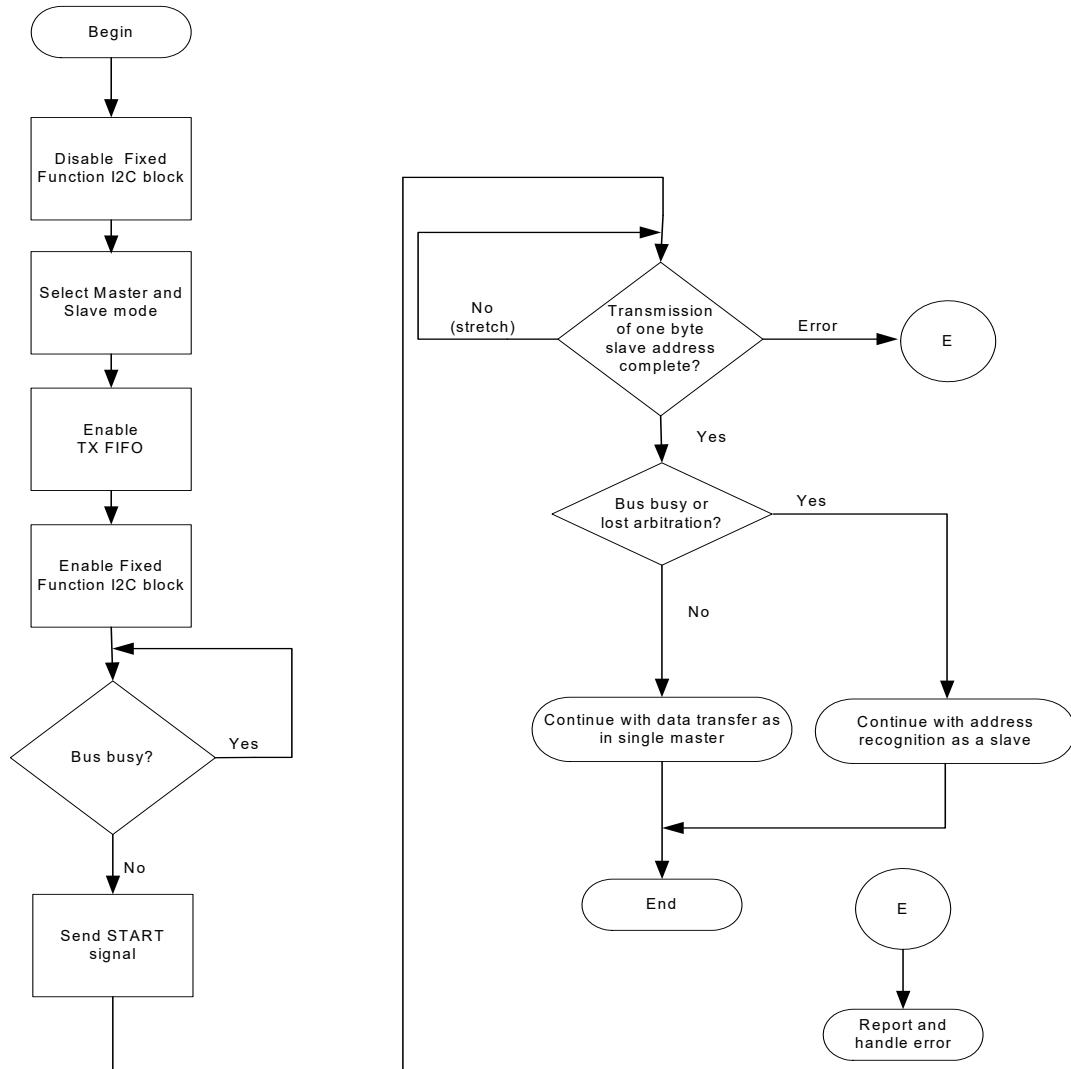 Begin
Disable Fixed
Function I2C block
Select Master and
Slave mode
Enable
TX FIFO
Enable Fixed
Function I2C block
Bus busy?
Yes
No
Send START
signal
No
(stretch)
Transmission
of one byte
slave address
complete?
Error
E
Yes
Bus busy or
lost arbitration?
Yes
No
Continue with data transfer as
in single master
Continue with address
recognition as a slave
End
E
Report and
handle error